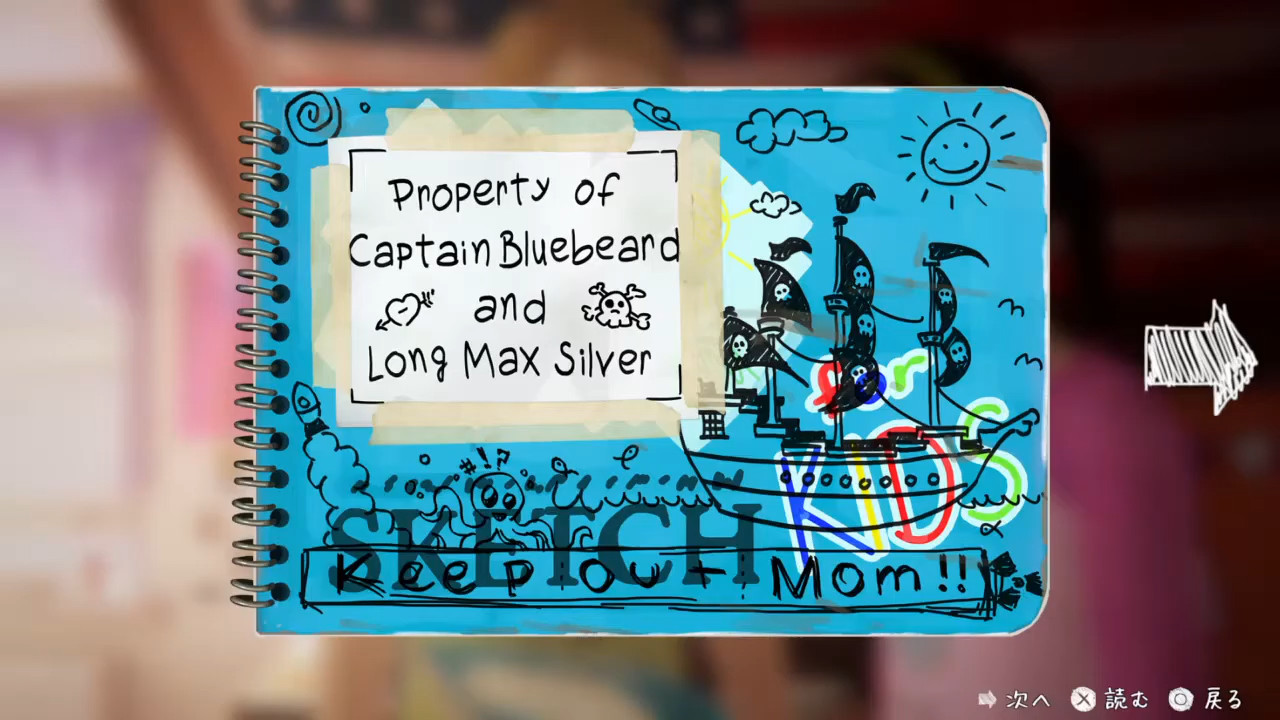 Property of
Captain Bluebeard
and
Long Max Silver
KIDS
SKETCH
Keep out Mom!!
次へ 読む 戻る